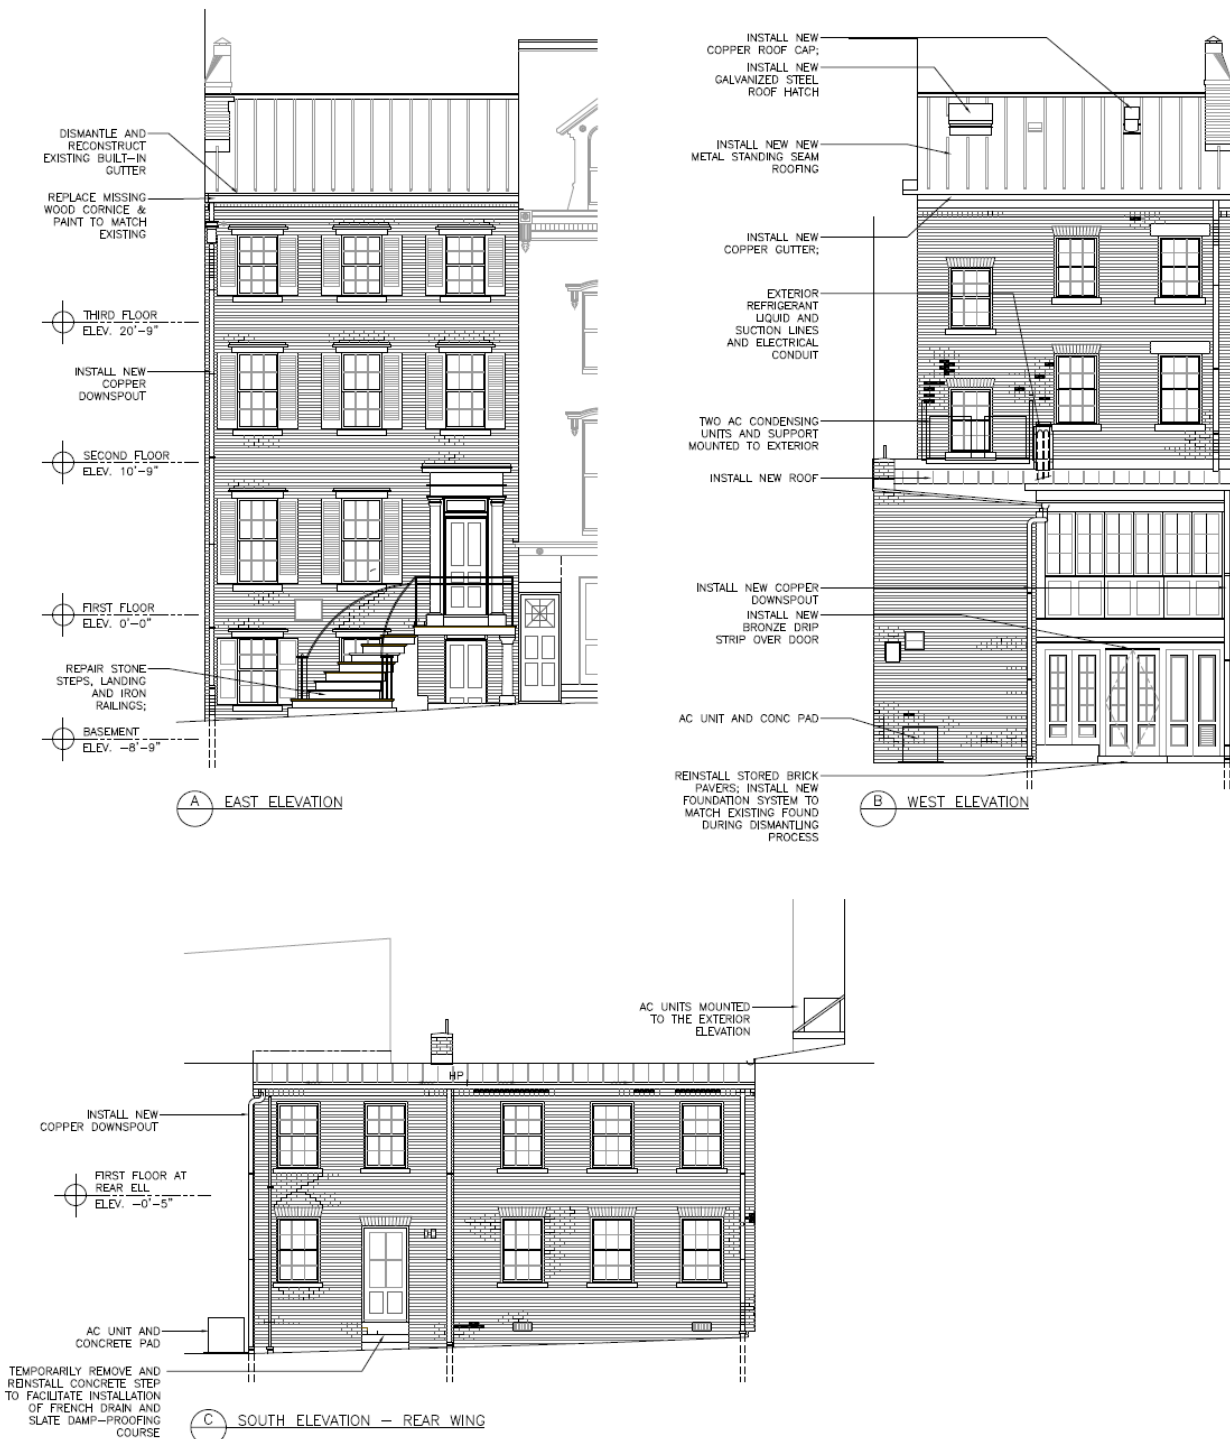 DISMANTLE AND
RECONSTRUCT
EXISTING BUILT-IN
GUTTER
REPLACE MISSING
WOOD CORNICE &
PAINT TO MATCH
EXISTING
THIRD FLOOR
ELEV. 20'-9"
INSTALL NEW
COPPER
DOWNSPOUT
SECOND FLOOR
ELEV. 10'-9"
FIRST FLOOR
ELEV. 0'-0"
REPAIR STONE
STEPS, LANDING
AND IRON
RAILINGS;
BASEMENT
ELEV. -8'-9"
A EAST ELEVATION
INSTALL NEW
COPPER ROOF CAP;
INSTALL NEW
GALVANIZED STEEL
ROOF HATCH
INSTALL NEW NEW
METAL STANDING SEAM
ROOFING
INSTALL NEW
COPPER GUTTER;
EXTERIOR
REFRIGERANT
LIQUID AND
SUCTION LINES
AND ELECTRICAL
CONDUIT
TWO AC CONDENSING
UNITS AND SUPPORT
MOUNTED TO EXTERIOR
INSTALL NEW ROOF
INSTALL NEW COPPER
DOWNSPOUT
INSTALL NEW
BRONZE DRIP
STRIP OVER DOOR
AC UNIT AND CONC PAD
REINSTALL STORED BRICK
PAVERS; INSTALL NEW
FOUNDATION SYSTEM TO
MATCH EXISTING FOUND
DURING DISMANTLING
PROCESS
B WEST ELEVATION
AC UNITS MOUNTED
TO THE EXTERIOR
ELEVATION
HP
INSTALL NEW
COPPER DOWNSPOUT
FIRST FLOOR AT
REAR ELL
ELEV. -0'-5"
AC UNIT AND
CONCRETE PAD
TEMPORARILY REMOVE AND
REINSTALL CONCRETE STEP
TO FACILITATE INSTALLATION
OF FRENCH DRAIN AND
SLATE DAMP-PROOFING
COURSE
C SOUTH ELEVATION - REAR WING